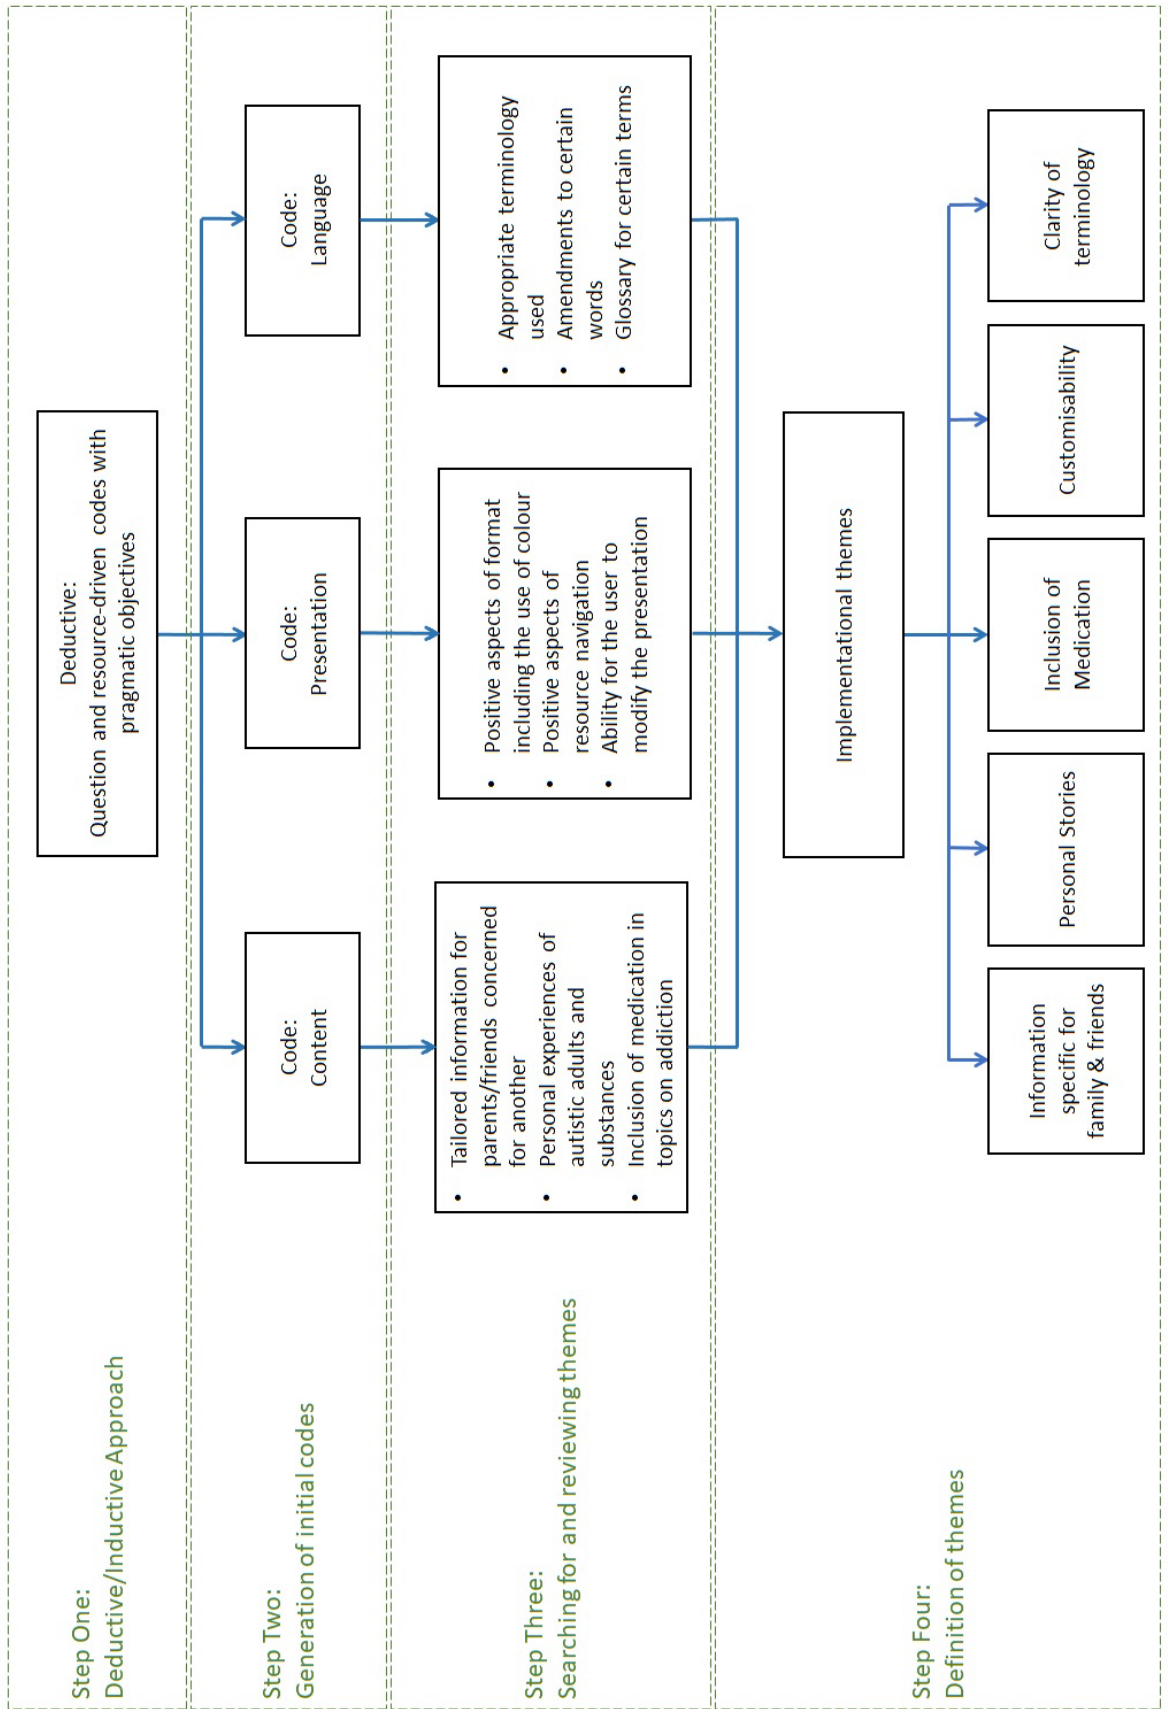 Step One:
Deductive/Inductive Approach
Deductive:
Question and resource-driven codes with
pragmatic objectives
Step Two:
Generation of initial codes
Code:
Content
Code:
Presentation
Code:
Language
Step Three:
Searching for and reviewing themes
• Tailored information for
parents/friends concerned
for another
• Personal experiences of
autistic adults and
substances
• Inclusion of medication in
topics on addiction
• Positive aspects of format
including the use of colour
• Positive aspects of
resource navigation
• Ability for the user to
modify the presentation
• Appropriate terminology
used
• Amendments to certain
words
• Glossary for certain terms
Step Four:
Definition of themes
Implementational themes
Information
specific for
family & friends
Personal Stories
Inclusion of
Medication
Customisability
Clarity of
terminology